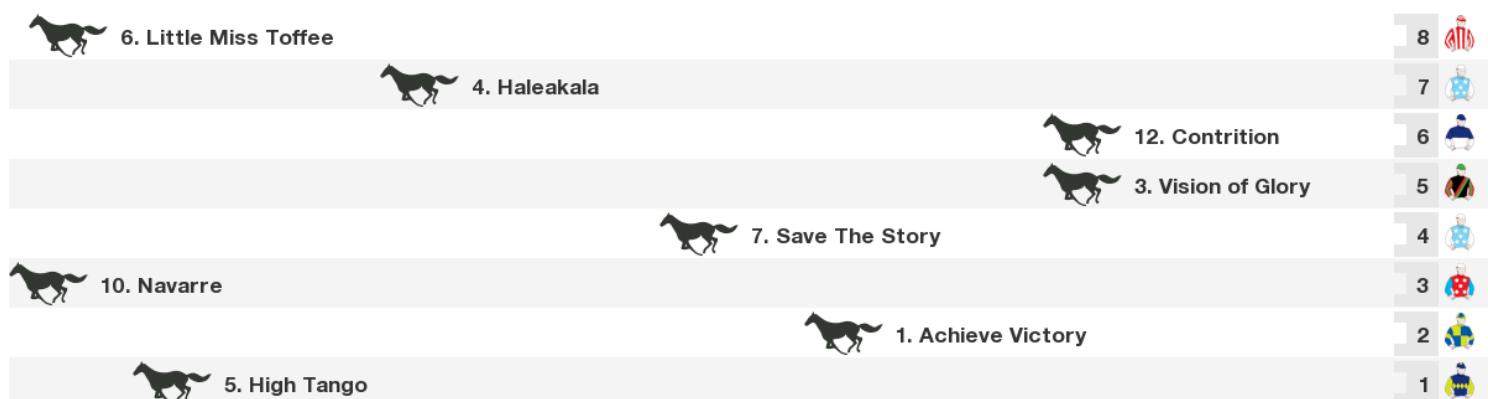 6. Little Miss Toffee 8
4. Haleakala 7
12. Contrition 6
3. Vision of Glory 5
7. Save The Story 4
10. Navarre 3
1. Achieve Victory 2
5. High Tango 1